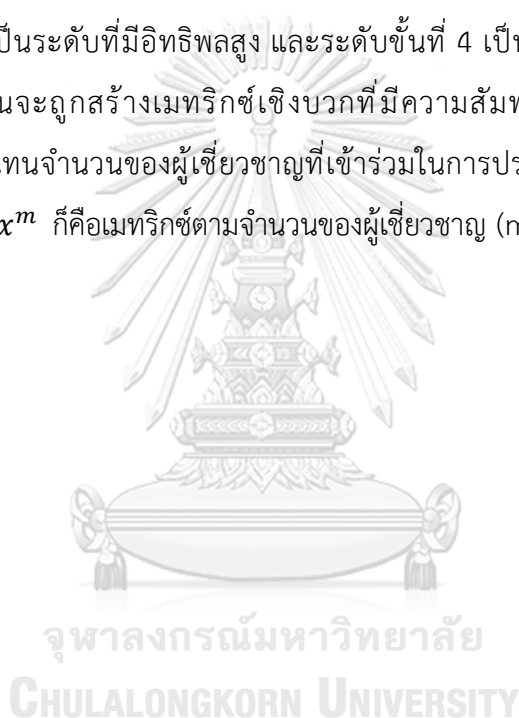 เป็นระดับที่มีอิทธิพลสูง และระดับขั้นที่ 4 เป็น
นจะถูกสร้างเมทริกซ์เชิงบวกที่มีความสัมพ
แทนจำนวนของผู้เชี่ยวชาญที่เข้าร่วมในการปร
x^m ก็คือเมทริกซ์ตามจำนวนของผู้เชี่ยวชาญ (m
จุฬาลงกรณ์มหาวิทยาลัย
CHULALONGKORN UNIVERSITY